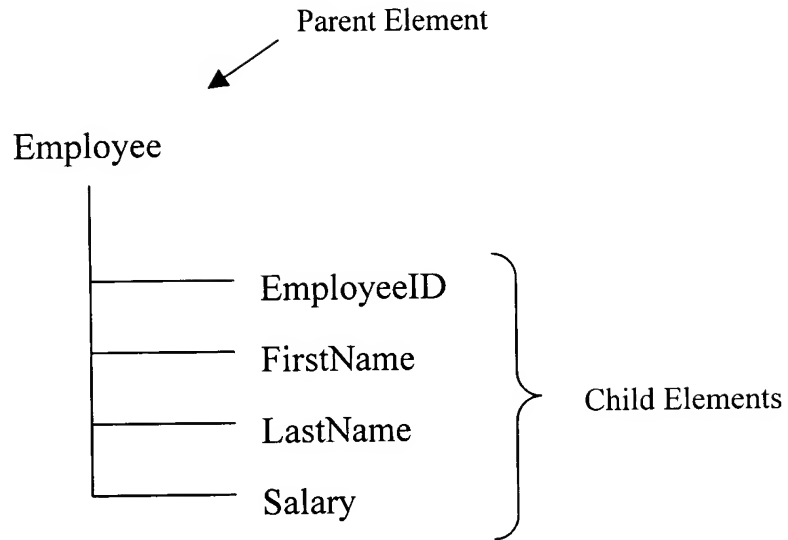 Parent Element
Employee
EmployeeID
FirstName
LastName
Salary
Child Elements